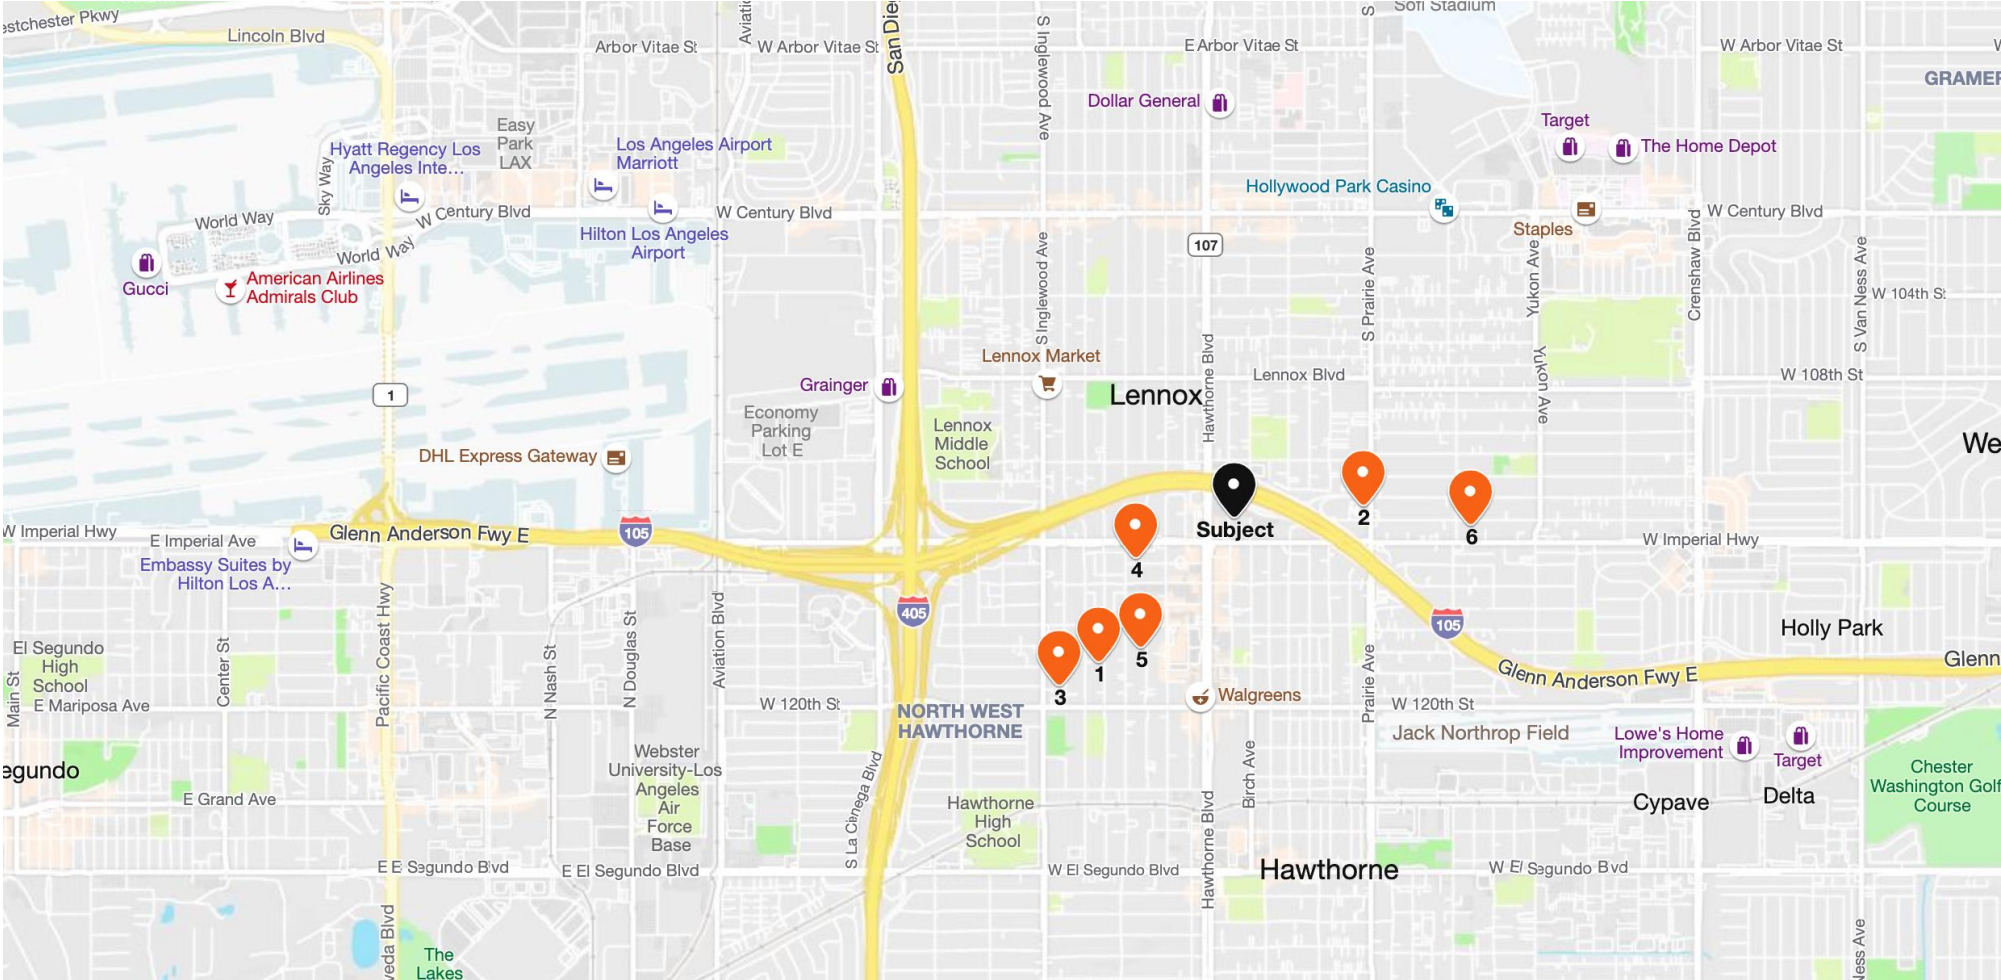 estchester Pkwy
Lincoln Blvd
Arbor Vitae St
Aviatio
W Arbor Vitae St
San Die
S Inglewood Ave
E Arbor Vitae St
S
Sofi Stadium
W Arbor Vitae St
GRAMER
Dollar General
Target
The Home Depot
Easy
Park
LAX
Hyatt Regency Los
Angeles Inte…
Los Angeles Airport
Marriott
Sky Way
Hollywood Park Casino
World Way
W Century Blvd
W Century Blvd
W Century Blvd
Staples
Hilton Los Angeles
Airport
World Way
107
Gucci
American Airlines
Admirals Club
S Inglewood Ave
S Prairie Ave
Yukon Ave
Crenshaw Blvd
S Van Ness Ave
W 104th St
Lennox Market
Grainger
Hawthorne Blvd
Lennox Blvd
Yukon Ave
W 108th St
1
Lennox
Economy
Parking
Lot E
Lennox
Middle
School
We
DHL Express Gateway
Subject
2
6
4
W Imperial Hwy
E Imperial Ave
Glenn Anderson Fwy E
105
W Imperial Hwy
Embassy Suites by
Hilton Los A…
405
105
Holly Park
El Segundo
High
School
Main St
E Mariposa Ave
Center St
Pacific Coast Hwy
N Nash St
N Douglas St
Aviation Blvd
5
1
3
Glenn Anderson Fwy E
Glenn
Walgreens
W 120th St
NORTH WEST
HAWTHORNE
Prairie Ave
W 120th St
Jack Northrop Field
Lowe's Home
Improvement
Target
egundo
Webster
University-Los
Angeles
Air
Force
Base
S La Cienega Blvd
Birch Ave
Chester
Washington Golf
Course
E Grand Ave
Hawthorne
High
School
Hawthorne Blvd
Cypave
Delta
E El Segundo Blvd
E El Segundo Blvd
W El Segundo Blvd
Hawthorne
W El Segundo Blvd
veda Blvd
The
Lakes
Ness Ave